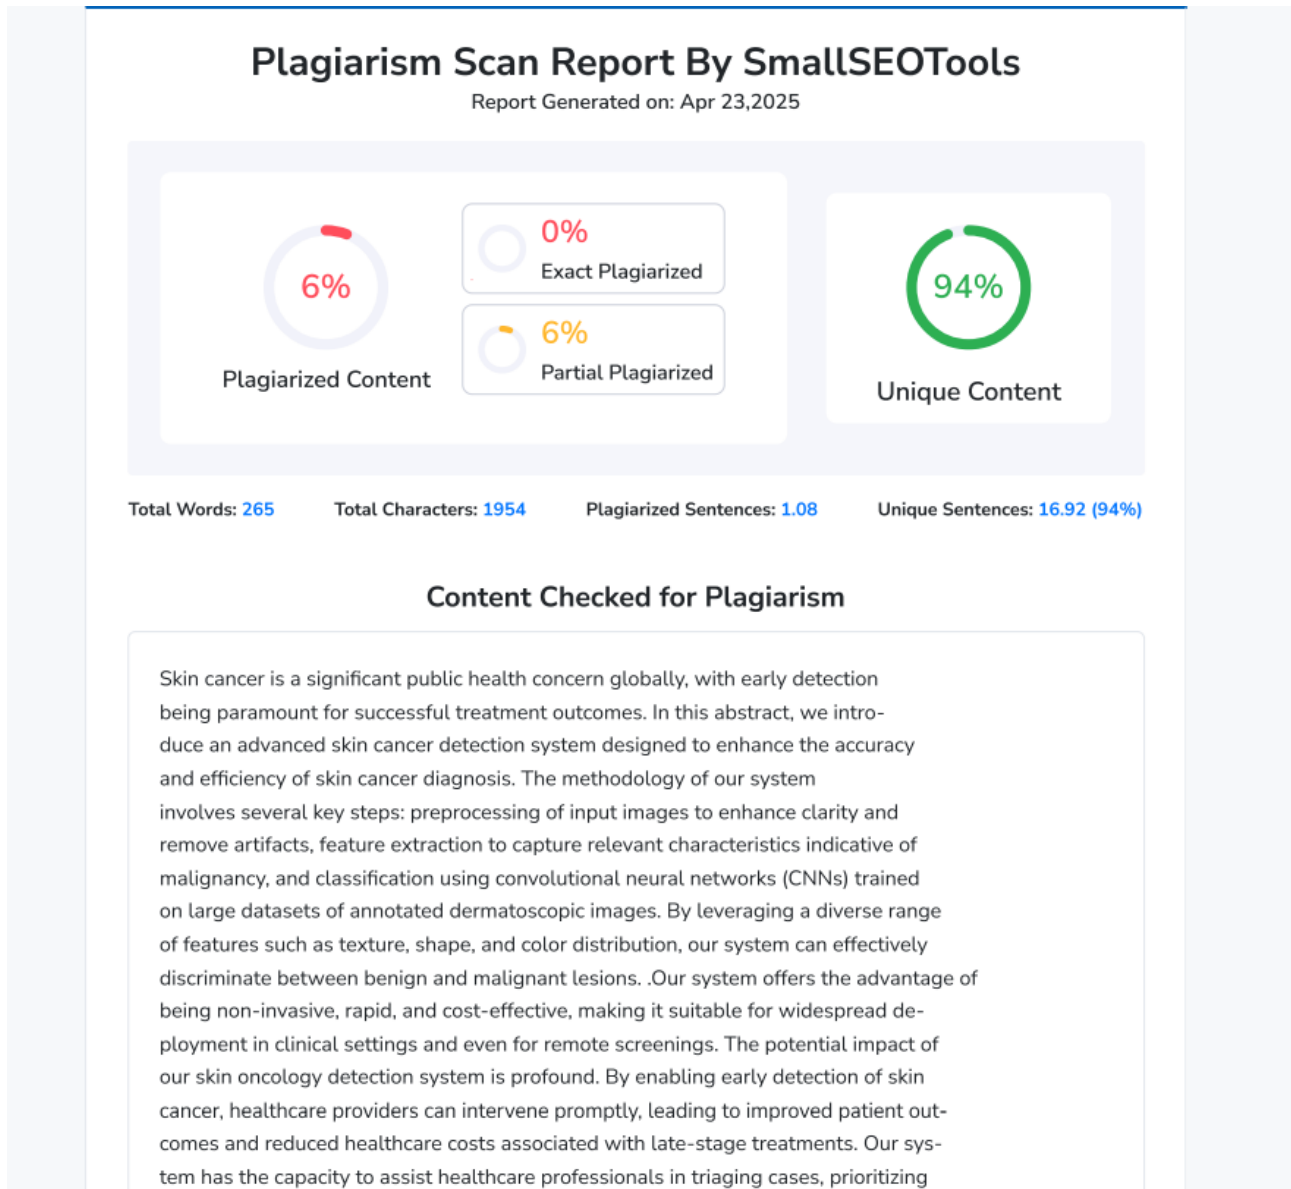 Plagiarism Scan Report By SmallSEOTools
Report Generated on: Apr 23,2025
6%
Plagiarized Content
0%
Exact Plagiarized
6%
Partial Plagiarized
94%
Unique Content
Total Words: 265 Total Characters: 1954 Plagiarized Sentences: 1.08 Unique Sentences: 16.92 (94%)
Content Checked for Plagiarism
Skin cancer is a significant public health concern globally, with early detection
being paramount for successful treatment outcomes. In this abstract, we intro-
duce an advanced skin cancer detection system designed to enhance the accuracy
and efficiency of skin cancer diagnosis. The methodology of our system
involves several key steps: preprocessing of input images to enhance clarity and
remove artifacts, feature extraction to capture relevant characteristics indicative of
malignancy, and classification using convolutional neural networks (CNNs) trained
on large datasets of annotated dermatoscopic images. By leveraging a diverse range
of features such as texture, shape, and color distribution, our system can effectively
discriminate between benign and malignant lesions. .Our system offers the advantage of
being non-invasive, rapid, and cost-effective, making it suitable for widespread de-
ployment in clinical settings and even for remote screenings. The potential impact of
our skin oncology detection system is profound. By enabling early detection of skin
cancer, healthcare providers can intervene promptly, leading to improved patient out-
comes and reduced healthcare costs associated with late-stage treatments. Our sys-
tem has the capacity to assist healthcare professionals in triaging cases, prioritizing